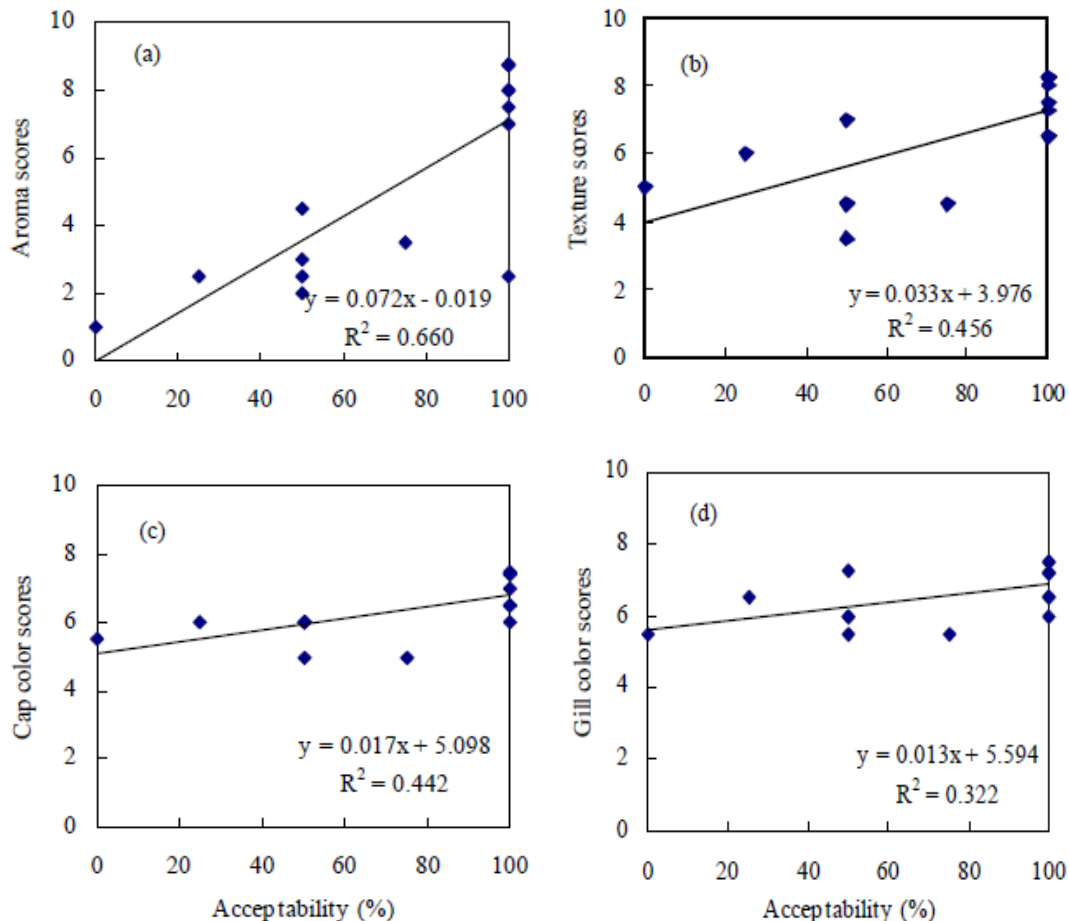 (a)
Aroma scores
10
8
6
4
2
0
y = 0.072x - 0.019
R² = 0.660
0 20 40 60 80 100
(b)
Texture scores
10
8
6
4
2
0
y = 0.033x + 3.976
R² = 0.456
0 20 40 60 80 100
(c)
Cap color scores
10
8
6
4
2
0
y = 0.017x + 5.098
R² = 0.442
0 20 40 60 80 100
Acceptability (%)
(d)
Gill color scores
10
8
6
4
2
0
y = 0.013x + 5.594
R² = 0.322
0 20 40 60 80 100
Acceptability (%)